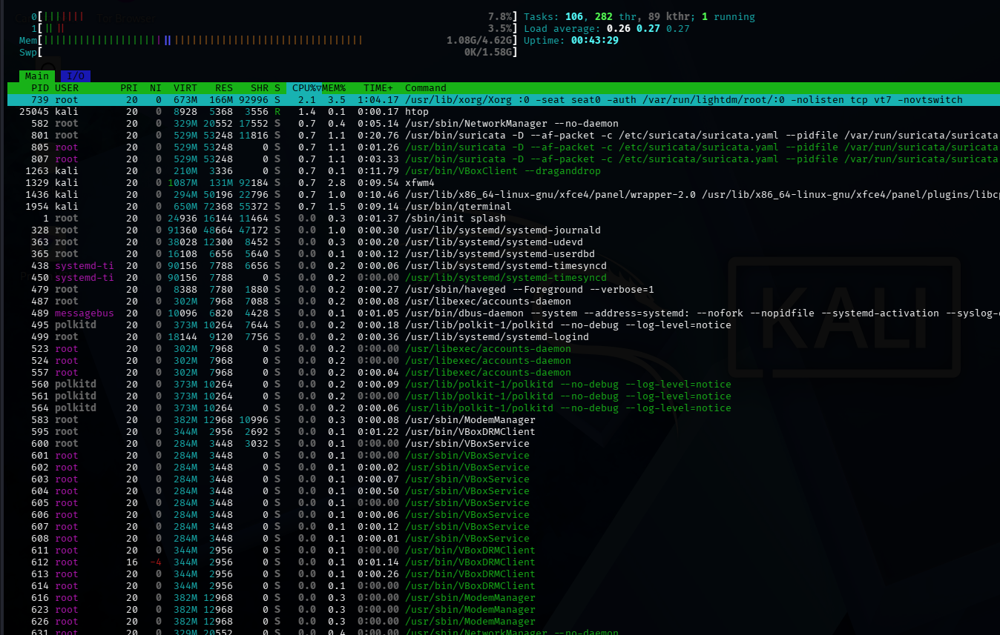 Tor Browser
0[|||||||| 7.8%] Tasks: 106, 282 thr, 89 kthr; 1 running
1[|| || 3.5%] Load average: 0.26 0.27 0.27
Mem[|||||||||||||||||||||||||||||||||||||||||||||||||||||| 1.08G/4.62G] Uptime: 00:43:29
Swp[ 0K/1.58G]
Main I/O
PID USER PRI NI VIRT RES SHR S CPU%▽MEM% TIME+ Command
739 root 20 0 673M 166M 92996 S 2.1 3.5 1:04.17 /usr/lib/xorg/Xorg :0 -seat seat0 -auth /var/run/lightdm/root/:0 -nolisten tcp vt7 -novtswitch
25045 kali 20 0 8928 5368 3556 R 1.4 0.1 0:00.17 htop
582 root 20 0 329M 20552 17552 S 0.7 0.4 0:05.14 /usr/sbin/NetworkManager --no-daemon
801 root 20 0 529M 53248 11816 S 0.7 1.1 0:20.76 /usr/bin/suricata -D --af-packet -c /etc/suricata/suricata.yaml --pidfile /var/run/suricata/suricata
805 root 20 0 529M 53248 0 S 0.7 1.1 0:01.26 /usr/bin/suricata -D --af-packet -c /etc/suricata/suricata.yaml --pidfile /var/run/suricata/suricata
807 root 20 0 529M 53248 0 S 0.7 1.1 0:03.33 /usr/bin/suricata -D --af-packet -c /etc/suricata/suricata.yaml --pidfile /var/run/suricata/suricata
1263 kali 20 0 210M 3336 0 S 0.7 0.1 0:11.79 /usr/bin/VBoxClient --draganddrop
1329 kali 20 0 1087M 131M 92184 S 0.7 2.8 0:09.54 xfwm4
1436 kali 20 0 294M 50196 22796 S 0.7 1.0 0:10.46 /usr/lib/x86_64-linux-gnu/xfce4/panel/wrapper-2.0 /usr/lib/x86_64-linux-gnu/xfce4/panel/plugins/libcp
1954 kali 20 0 650M 72368 55372 S 0.7 1.5 0:09.14 /usr/bin/qterminal
1 root 20 0 24936 16144 11464 S 0.0 0.3 0:01.37 /sbin/init splash
328 root 20 0 91360 48664 47172 S 0.0 1.0 0:00.30 /usr/lib/systemd/systemd-journald
363 root 20 0 38028 12300 8452 S 0.0 0.3 0:00.20 /usr/lib/systemd/systemd-udevd
365 root 20 0 16108 6656 5640 S 0.0 0.1 0:00.12 /usr/lib/systemd/systemd-userdbd
438 systemd-ti 20 0 90156 7788 6656 S 0.0 0.2 0:00.06 /usr/lib/systemd/systemd-timesyncd
450 systemd-ti 20 0 90156 7788 0 S 0.0 0.2 0:00.00 /usr/lib/systemd/systemd-timesyncd
479 root 20 0 8388 7780 1880 S 0.0 0.2 0:00.27 /usr/sbin/haveged --Foreground --verbose=1
487 root 20 0 302M 7968 7088 S 0.0 0.2 0:00.08 /usr/libexec/accounts-daemon
489 messagebus 20 0 10096 6820 4428 S 0.0 0.1 0:01.05 /usr/bin/dbus-daemon --system --address=systemd: --nofork --nopidfile --systemd-activation --syslog-
495 polkitd 20 0 373M 10264 7644 S 0.0 0.2 0:00.18 /usr/lib/polkit-1/polkitd --no-debug --log-level=notice
499 root 20 0 18144 9120 7756 S 0.0 0.2 0:00.36 /usr/lib/systemd/systemd-logind
523 root 20 0 302M 7968 0 S 0.0 0.2 0:00.00 /usr/libexec/accounts-daemon
524 root 20 0 302M 7968 0 S 0.0 0.2 0:00.00 /usr/libexec/accounts-daemon
557 root 20 0 302M 7968 0 S 0.0 0.2 0:00.04 /usr/libexec/accounts-daemon
560 polkitd 20 0 373M 10264 0 S 0.0 0.2 0:00.09 /usr/lib/polkit-1/polkitd --no-debug --log-level=notice
561 polkitd 20 0 373M 10264 0 S 0.0 0.2 0:00.00 /usr/lib/polkit-1/polkitd --no-debug --log-level=notice
564 polkitd 20 0 373M 10264 0 S 0.0 0.2 0:00.06 /usr/lib/polkit-1/polkitd --no-debug --log-level=notice
583 root 20 0 382M 12968 10996 S 0.0 0.3 0:00.08 /usr/sbin/ModemManager
595 root 20 0 344M 2956 2692 S 0.0 0.1 0:01.22 /usr/bin/VBoxDRMClient
600 root 20 0 284M 3448 3032 S 0.0 0.1 0:00.00 /usr/sbin/VBoxService
601 root 20 0 284M 3448 0 S 0.0 0.1 0:00.00 /usr/sbin/VBoxService
602 root 20 0 284M 3448 0 S 0.0 0.1 0:00.02 /usr/sbin/VBoxService
603 root 20 0 284M 3448 0 S 0.0 0.1 0:00.07 /usr/sbin/VBoxService
604 root 20 0 284M 3448 0 S 0.0 0.1 0:00.50 /usr/sbin/VBoxService
605 root 20 0 284M 3448 0 S 0.0 0.1 0:00.00 /usr/sbin/VBoxService
606 root 20 0 284M 3448 0 S 0.0 0.1 0:00.06 /usr/sbin/VBoxService
607 root 20 0 284M 3448 0 S 0.0 0.1 0:00.12 /usr/sbin/VBoxService
608 root 20 0 284M 3448 0 S 0.0 0.1 0:00.01 /usr/sbin/VBoxService
611 root 20 0 344M 2956 0 S 0.0 0.1 0:00.00 /usr/bin/VBoxDRMClient
612 root 16 -4 344M 2956 0 S 0.0 0.1 0:01.14 /usr/bin/VBoxDRMClient
613 root 20 0 344M 2956 0 S 0.0 0.1 0:00.26 /usr/bin/VBoxDRMClient
614 root 20 0 344M 2956 0 S 0.0 0.1 0:00.00 /usr/bin/VBoxDRMClient
616 root 20 0 382M 12968 0 S 0.0 0.3 0:00.00 /usr/sbin/ModemManager
623 root 20 0 382M 12968 0 S 0.0 0.3 0:00.00 /usr/sbin/ModemManager
626 root 20 0 382M 12968 0 S 0.0 0.3 0:00.00 /usr/sbin/ModemManager
631 root 20 0 329M 20552 0 S 0.0 0.4 0:00.00 /usr/sbin/NetworkManager --no-daemon
KALI